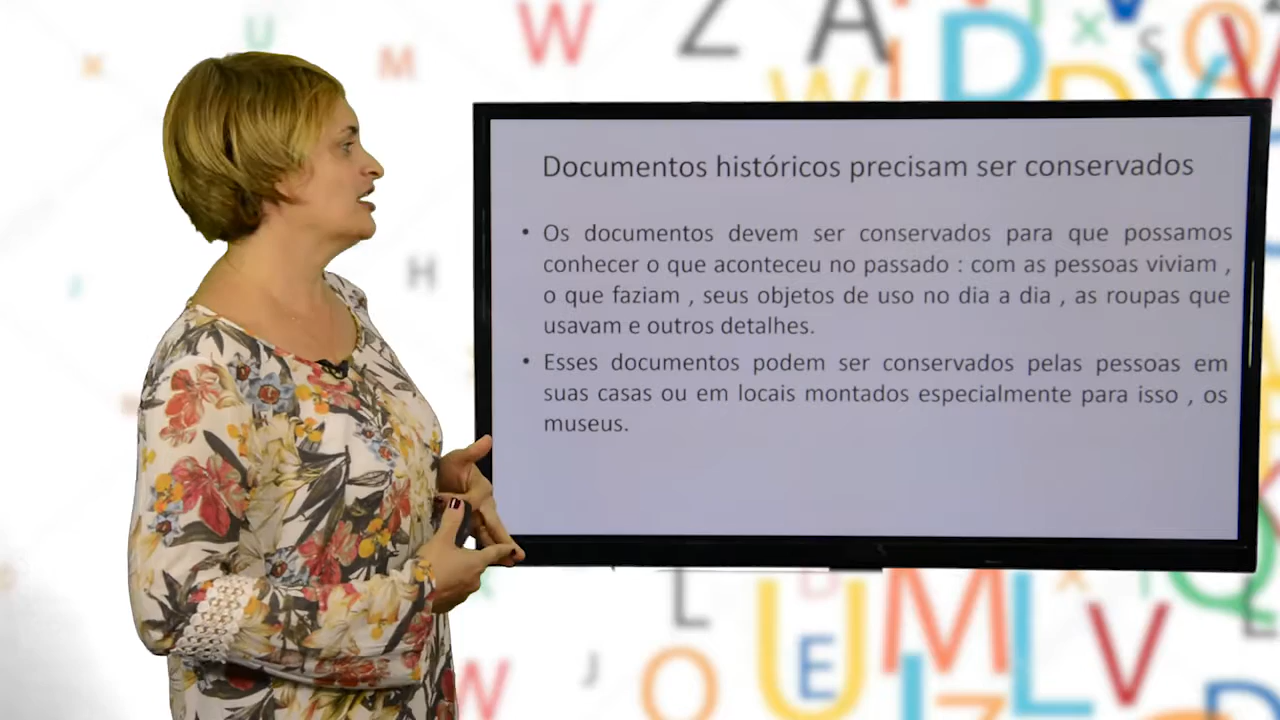 Documentos históricos precisam ser conservados
• Os documentos devem ser conservados para que possamos
conhecer o que aconteceu no passado : com as pessoas viviam ,
o que faziam , seus objetos de uso no dia a dia , as roupas que
usavam e outros detalhes.
• Esses documentos podem ser conservados pelas pessoas em
suas casas ou em locais montados especialmente para isso , os
museus.